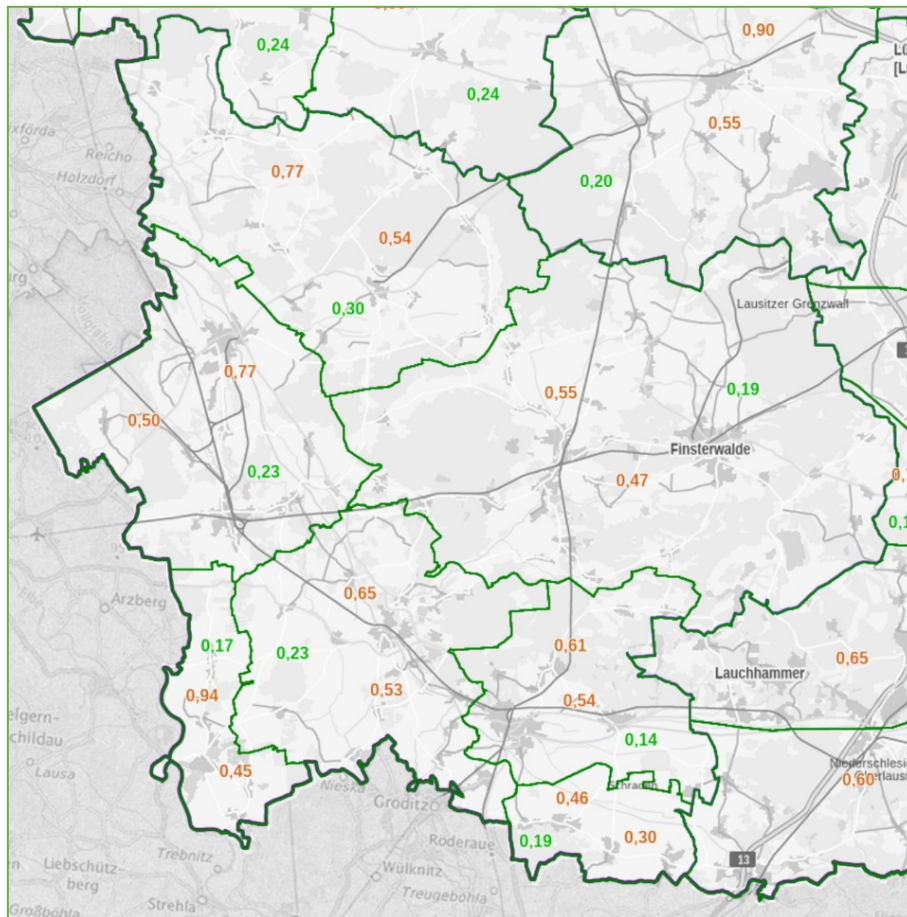 0,24
0,90
0,24
0,55
Reicho
Holzdorf
0,77
0,20
0,54
0,30
Lausitzer Grenzwall
0,77
0,55
0,19
0,50
Finsterwalde
0,23
0,47
0,65
Arzberg
0,17
0,23
0,61
0,65
Lauchhammer
0,94
0,53
0,54
0,14
Lausa
0,45
Nieska
Gröditz
0,46
0,60
0,19
0,30
Röderaue
Trebnitz
13
Liebschütz-
berg
Wülknitz
Treugeböhla
Strehla
Großböhla